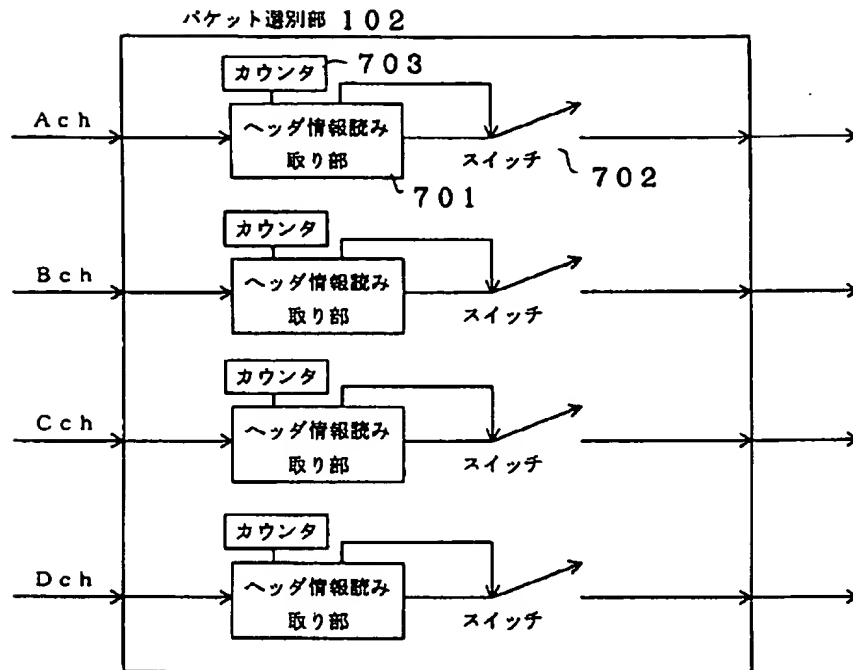 パケット選別部 102
カウンタ
703
Ach
ヘッダ情報読み
取り部
スイッチ
702
701
カウンタ
Bch
ヘッダ情報読み
取り部
スイッチ
カウンタ
Cch
ヘッダ情報読み
取り部
スイッチ
カウンタ
Dch
ヘッダ情報読み
取り部
スイッチ